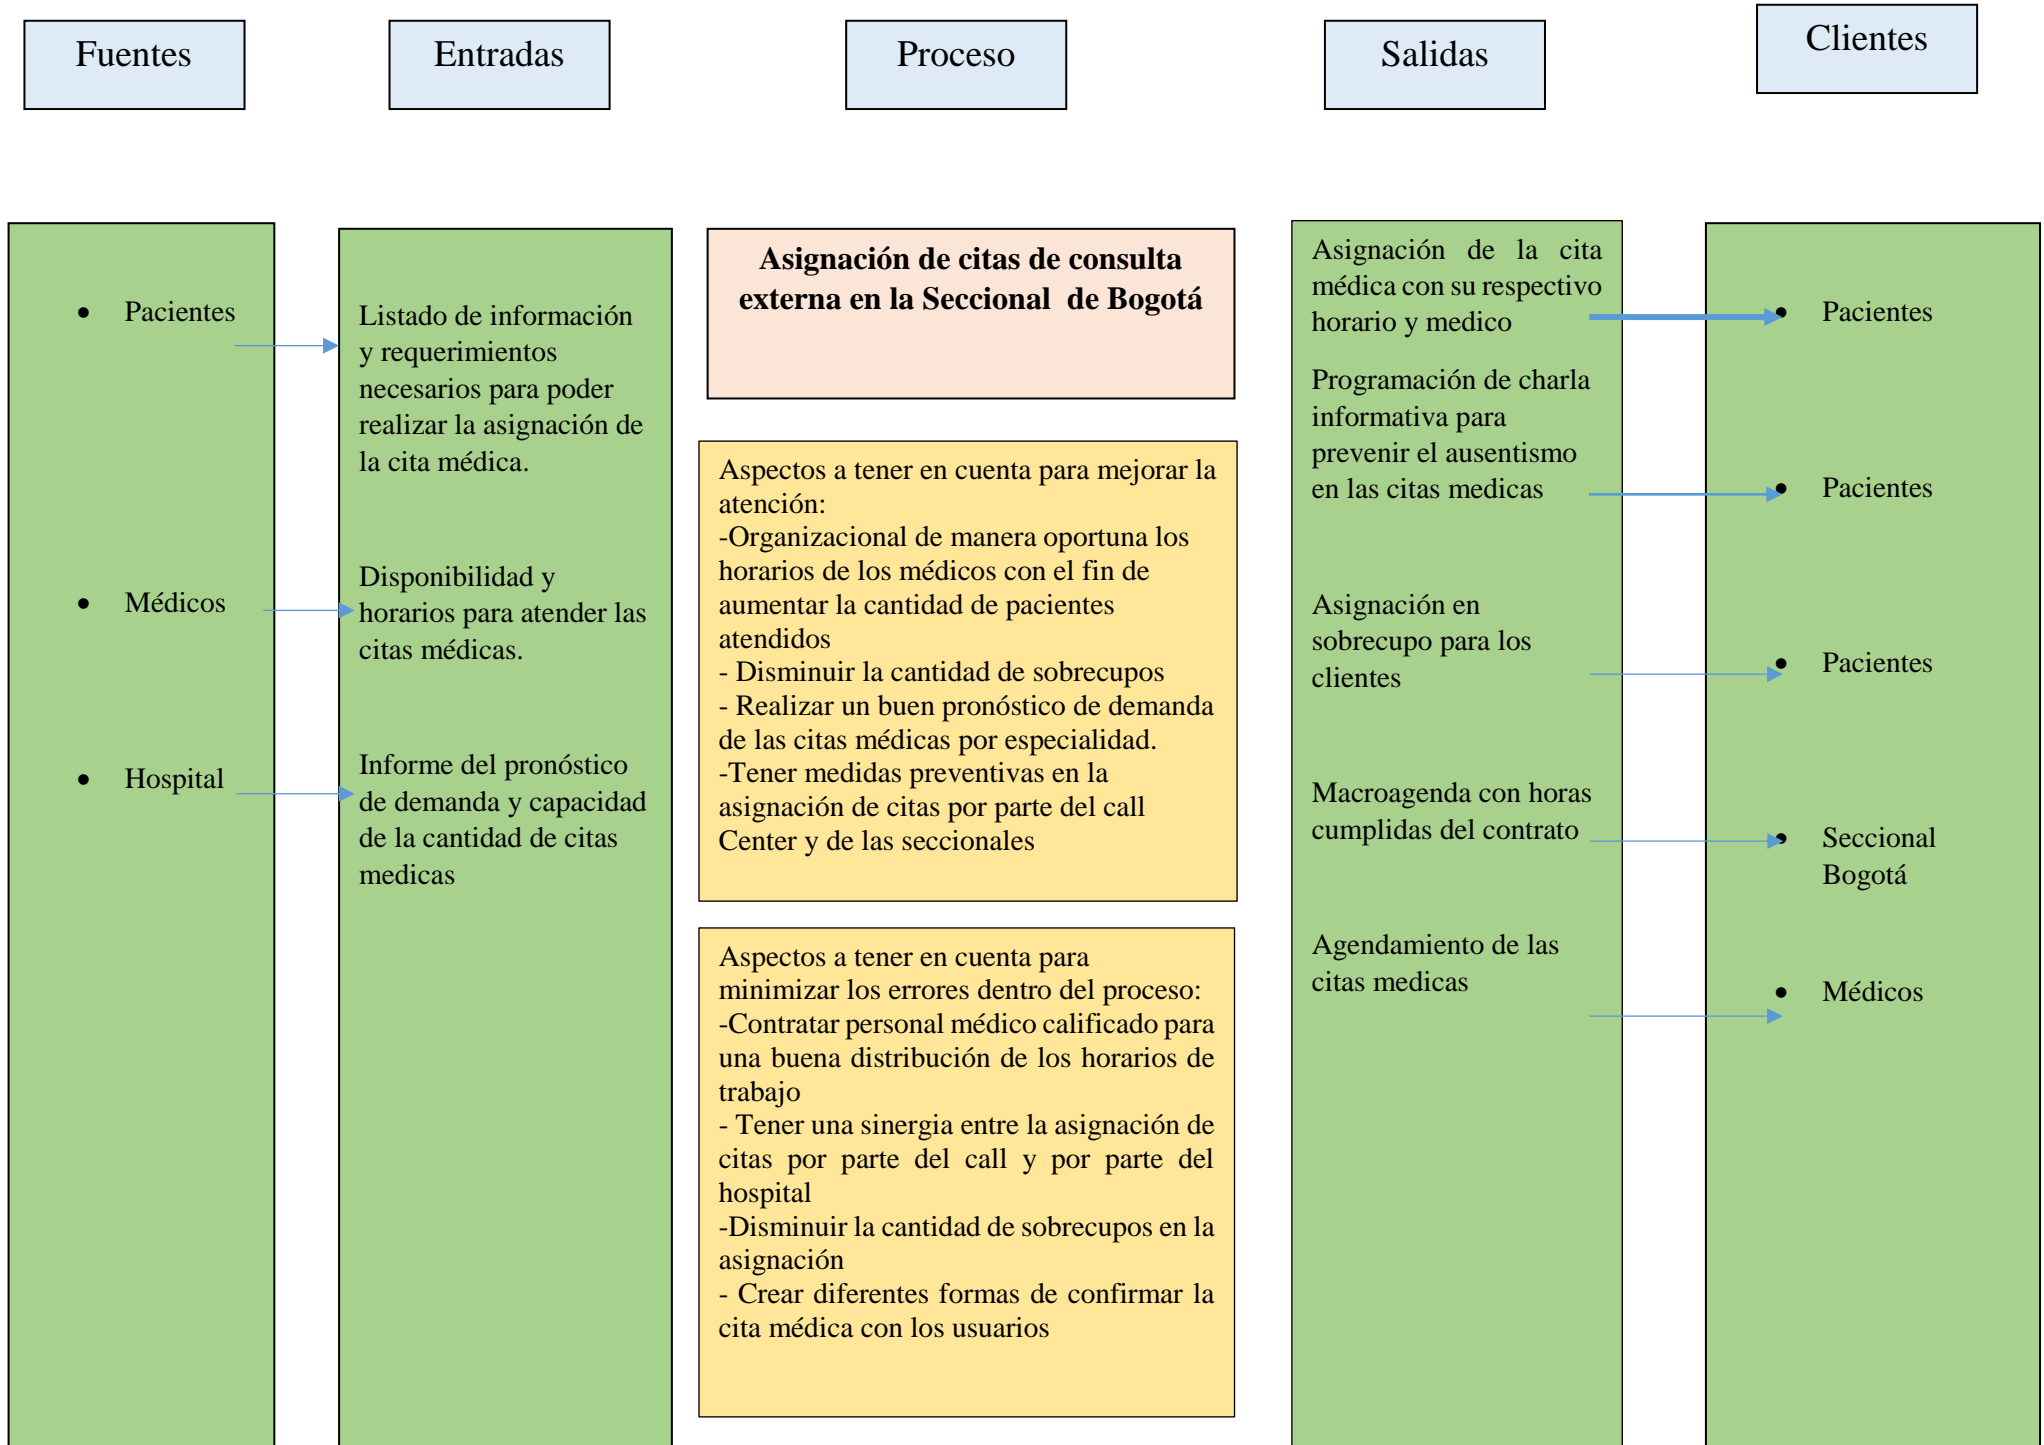 Fuentes
Entradas
Proceso
Salidas
Clientes
• Pacientes
• Médicos
• Hospital
Listado de información
y requerimientos
necesarios para poder
realizar la asignación de
la cita médica.
Disponibilidad y
horarios para atender las
citas médicas.
Informe del pronóstico
de demanda y capacidad
de la cantidad de citas
medicas
Asignación de citas de consulta
externa en la Seccional de Bogotá
Aspectos a tener en cuenta para mejorar la
atención:
-Organizacional de manera oportuna los
horarios de los médicos con el fin de
aumentar la cantidad de pacientes
atendidos
- Disminuir la cantidad de sobrecupos
- Realizar un buen pronóstico de demanda
de las citas médicas por especialidad.
-Tener medidas preventivas en la
asignación de citas por parte del call
Center y de las seccionales
Aspectos a tener en cuenta para
minimizar los errores dentro del proceso:
-Contratar personal médico calificado para
una buena distribución de los horarios de
trabajo
- Tener una sinergia entre la asignación de
citas por parte del call y por parte del
hospital
-Disminuir la cantidad de sobrecupos en la
asignación
- Crear diferentes formas de confirmar la
cita médica con los usuarios
Asignación de la cita
médica con su respectivo
horario y medico
Programación de charla
informativa para
prevenir el ausentismo
en las citas medicas
Asignación en
sobrecupo para los
clientes
Macroagenda con horas
cumplidas del contrato
Agendamiento de las
citas medicas
• Pacientes
• Pacientes
• Pacientes
• Seccional
Bogotá
• Médicos